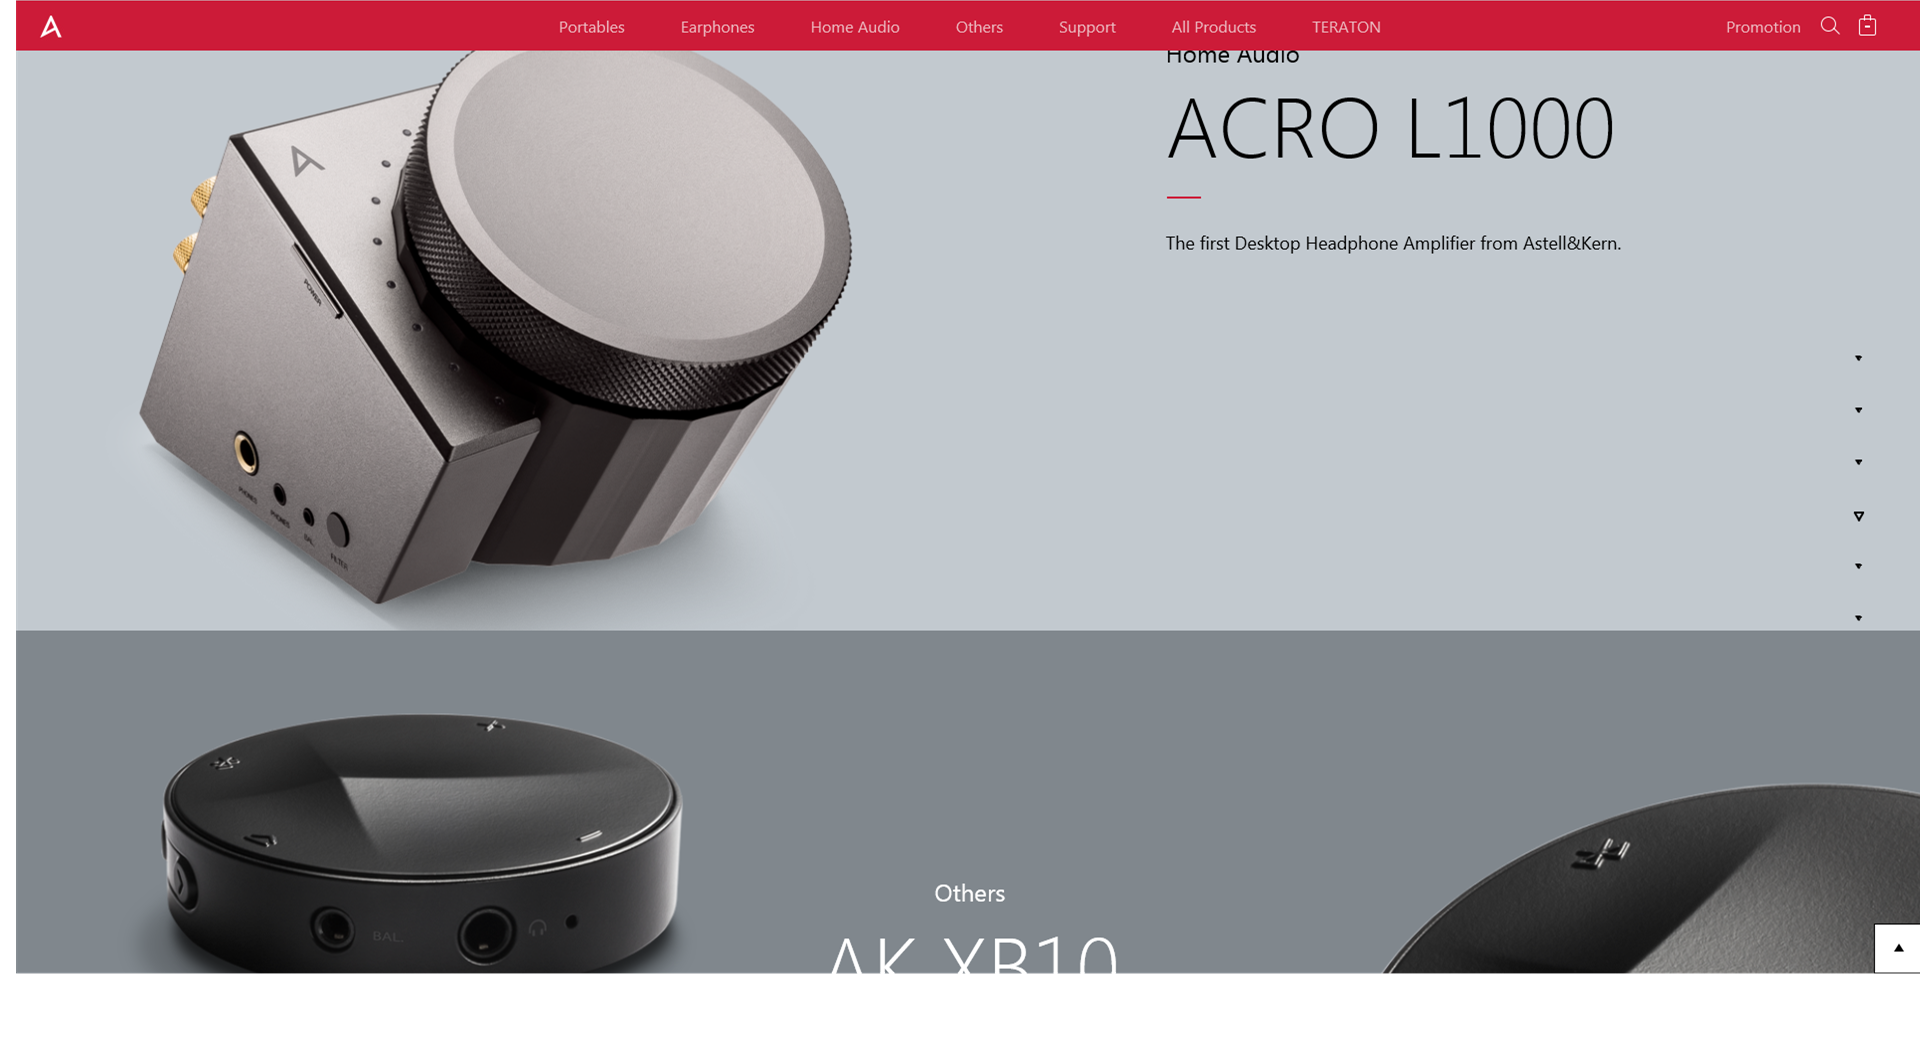 Portables
Earphones
Home Audio
Others
Support
All Products
TERATON
Promotion
Home Audio
ACRO L1000
The first Desktop Headphone Amplifier from Astell&Kern.
POWER
PHONES
PHONES
BAL.
FILTER
BAL.
Others
AK XB10